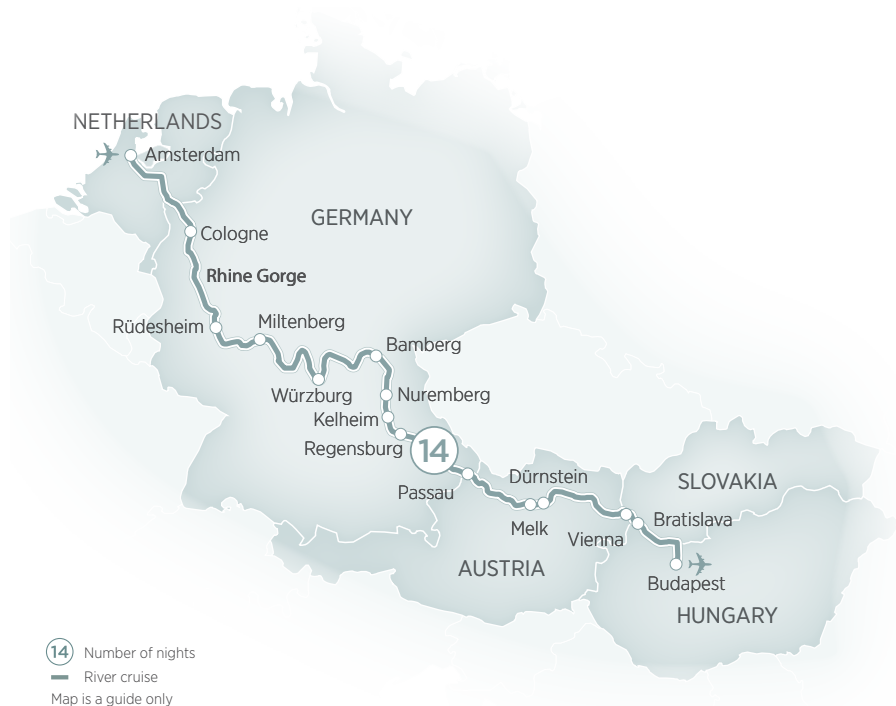 NETHERLANDS
Amsterdam
GERMANY
Cologne
Rhine Gorge
Rüdesheim
Miltenberg
Bamberg
Würzburg
Nuremberg
Kelheim
Regensburg
14
Passau
Dürnstein
SLOVAKIA
Melk
Vienna
Bratislava
AUSTRIA
Budapest
HUNGARY
14 Number of nights
River cruise
Map is a guide only